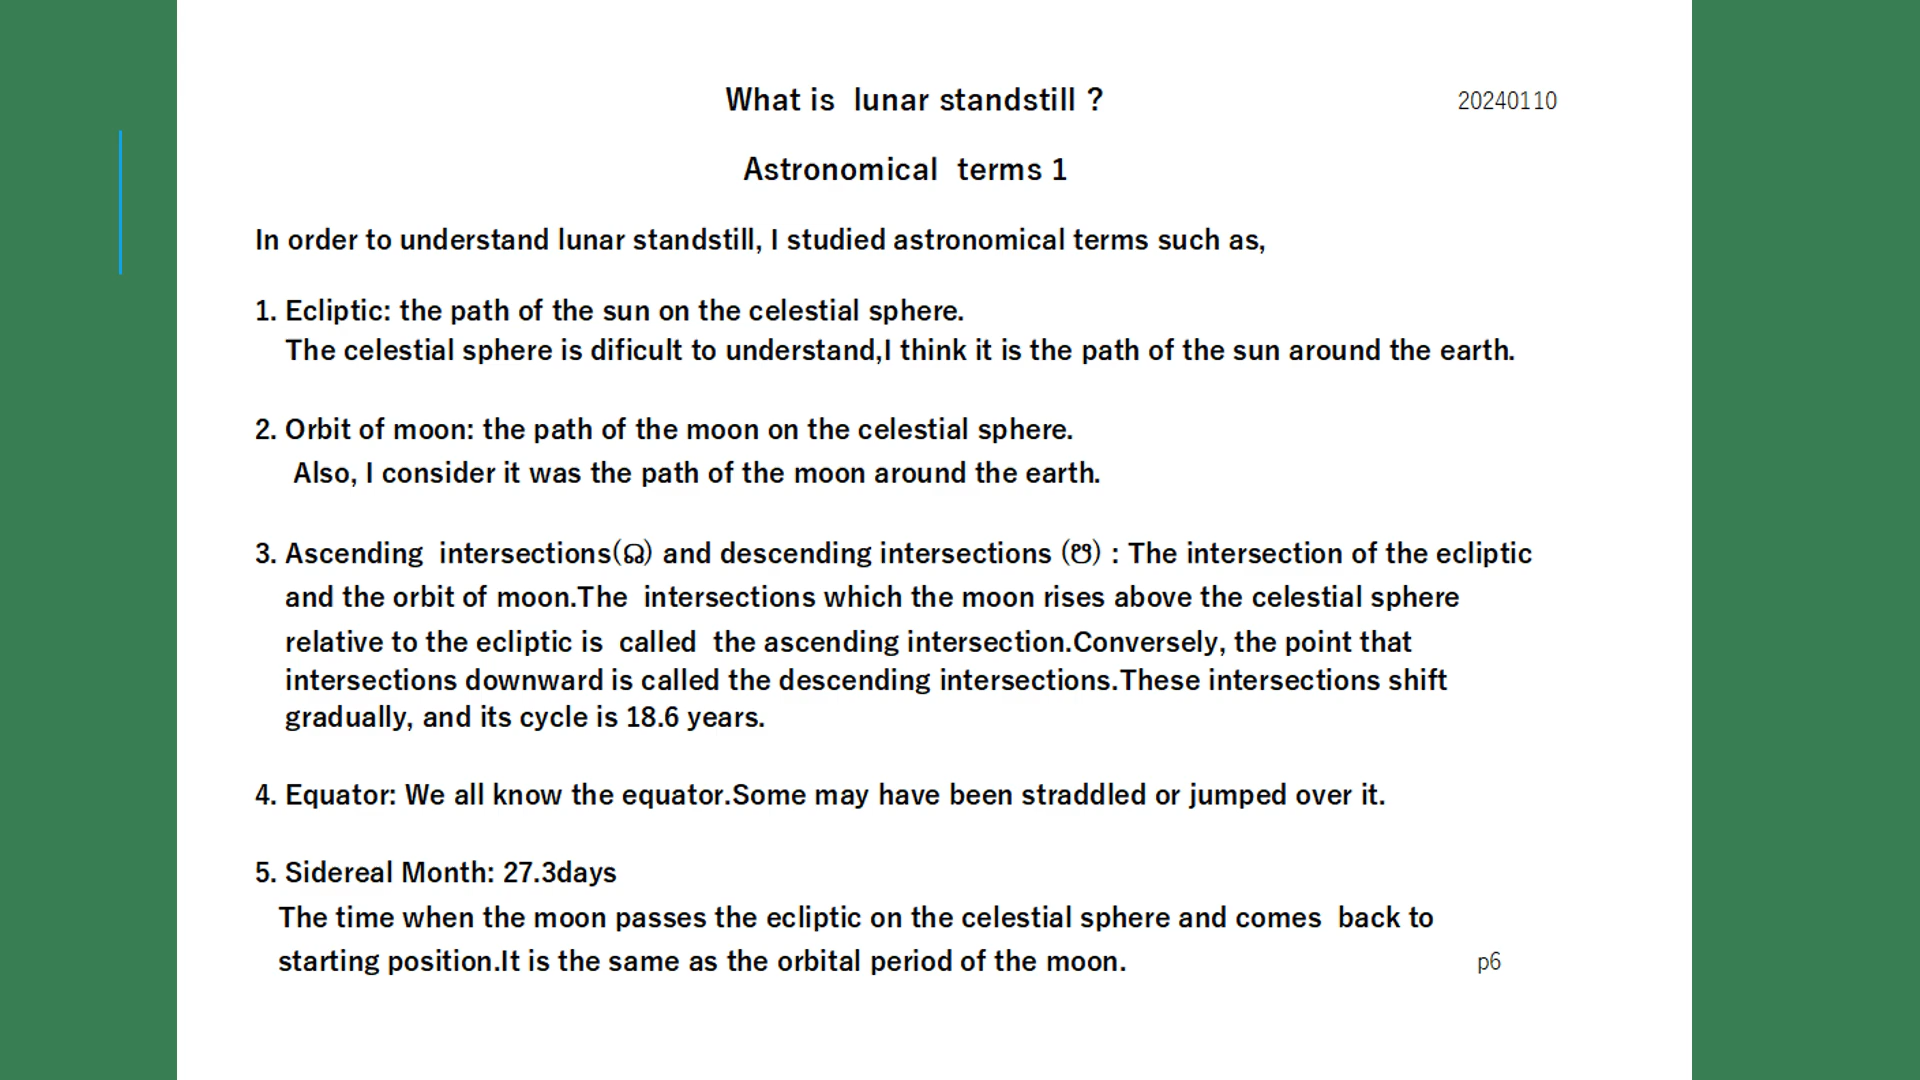 What is lunar standstill ?
20240110
Astronomical terms 1
In order to understand lunar standstill, I studied astronomical terms such as,
1. Ecliptic: the path of the sun on the celestial sphere.
The celestial sphere is dificult to understand,I think it is the path of the sun around the earth.
2. Orbit of moon: the path of the moon on the celestial sphere.
Also, I consider it was the path of the moon around the earth.
3. Ascending intersections(☊) and descending intersections (☋) : The intersection of the ecliptic
and the orbit of moon.The intersections which the moon rises above the celestial sphere
relative to the ecliptic is called the ascending intersection.Conversely, the point that
intersections downward is called the descending intersections.These intersections shift
gradually, and its cycle is 18.6 years.
4. Equator: We all know the equator.Some may have been straddled or jumped over it.
5. Sidereal Month: 27.3days
The time when the moon passes the ecliptic on the celestial sphere and comes back to
starting position.It is the same as the orbital period of the moon.
p6